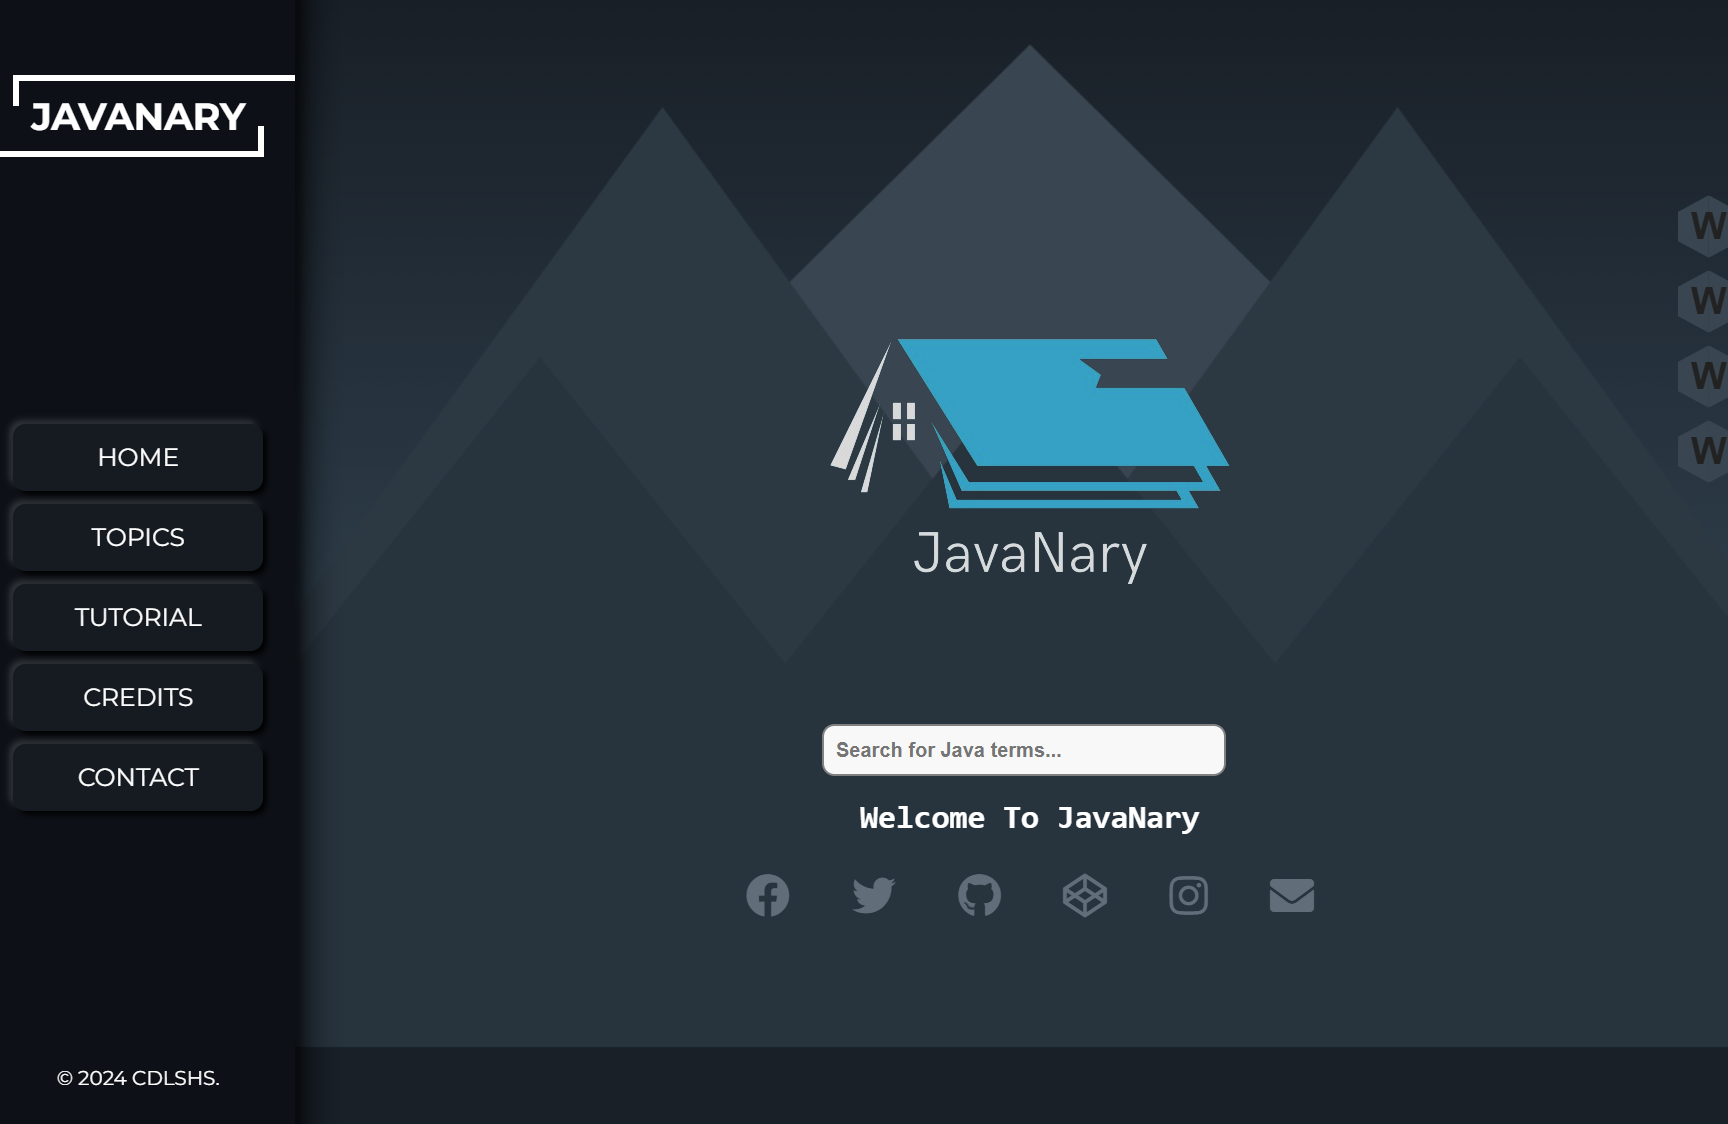 JAVANARY
HOME
TOPICS
TUTORIAL
CREDITS
CONTACT
© 2024 CDLSHS.
JavaNary
Search for Java terms...
Welcome To JavaNary
W
W
W
W